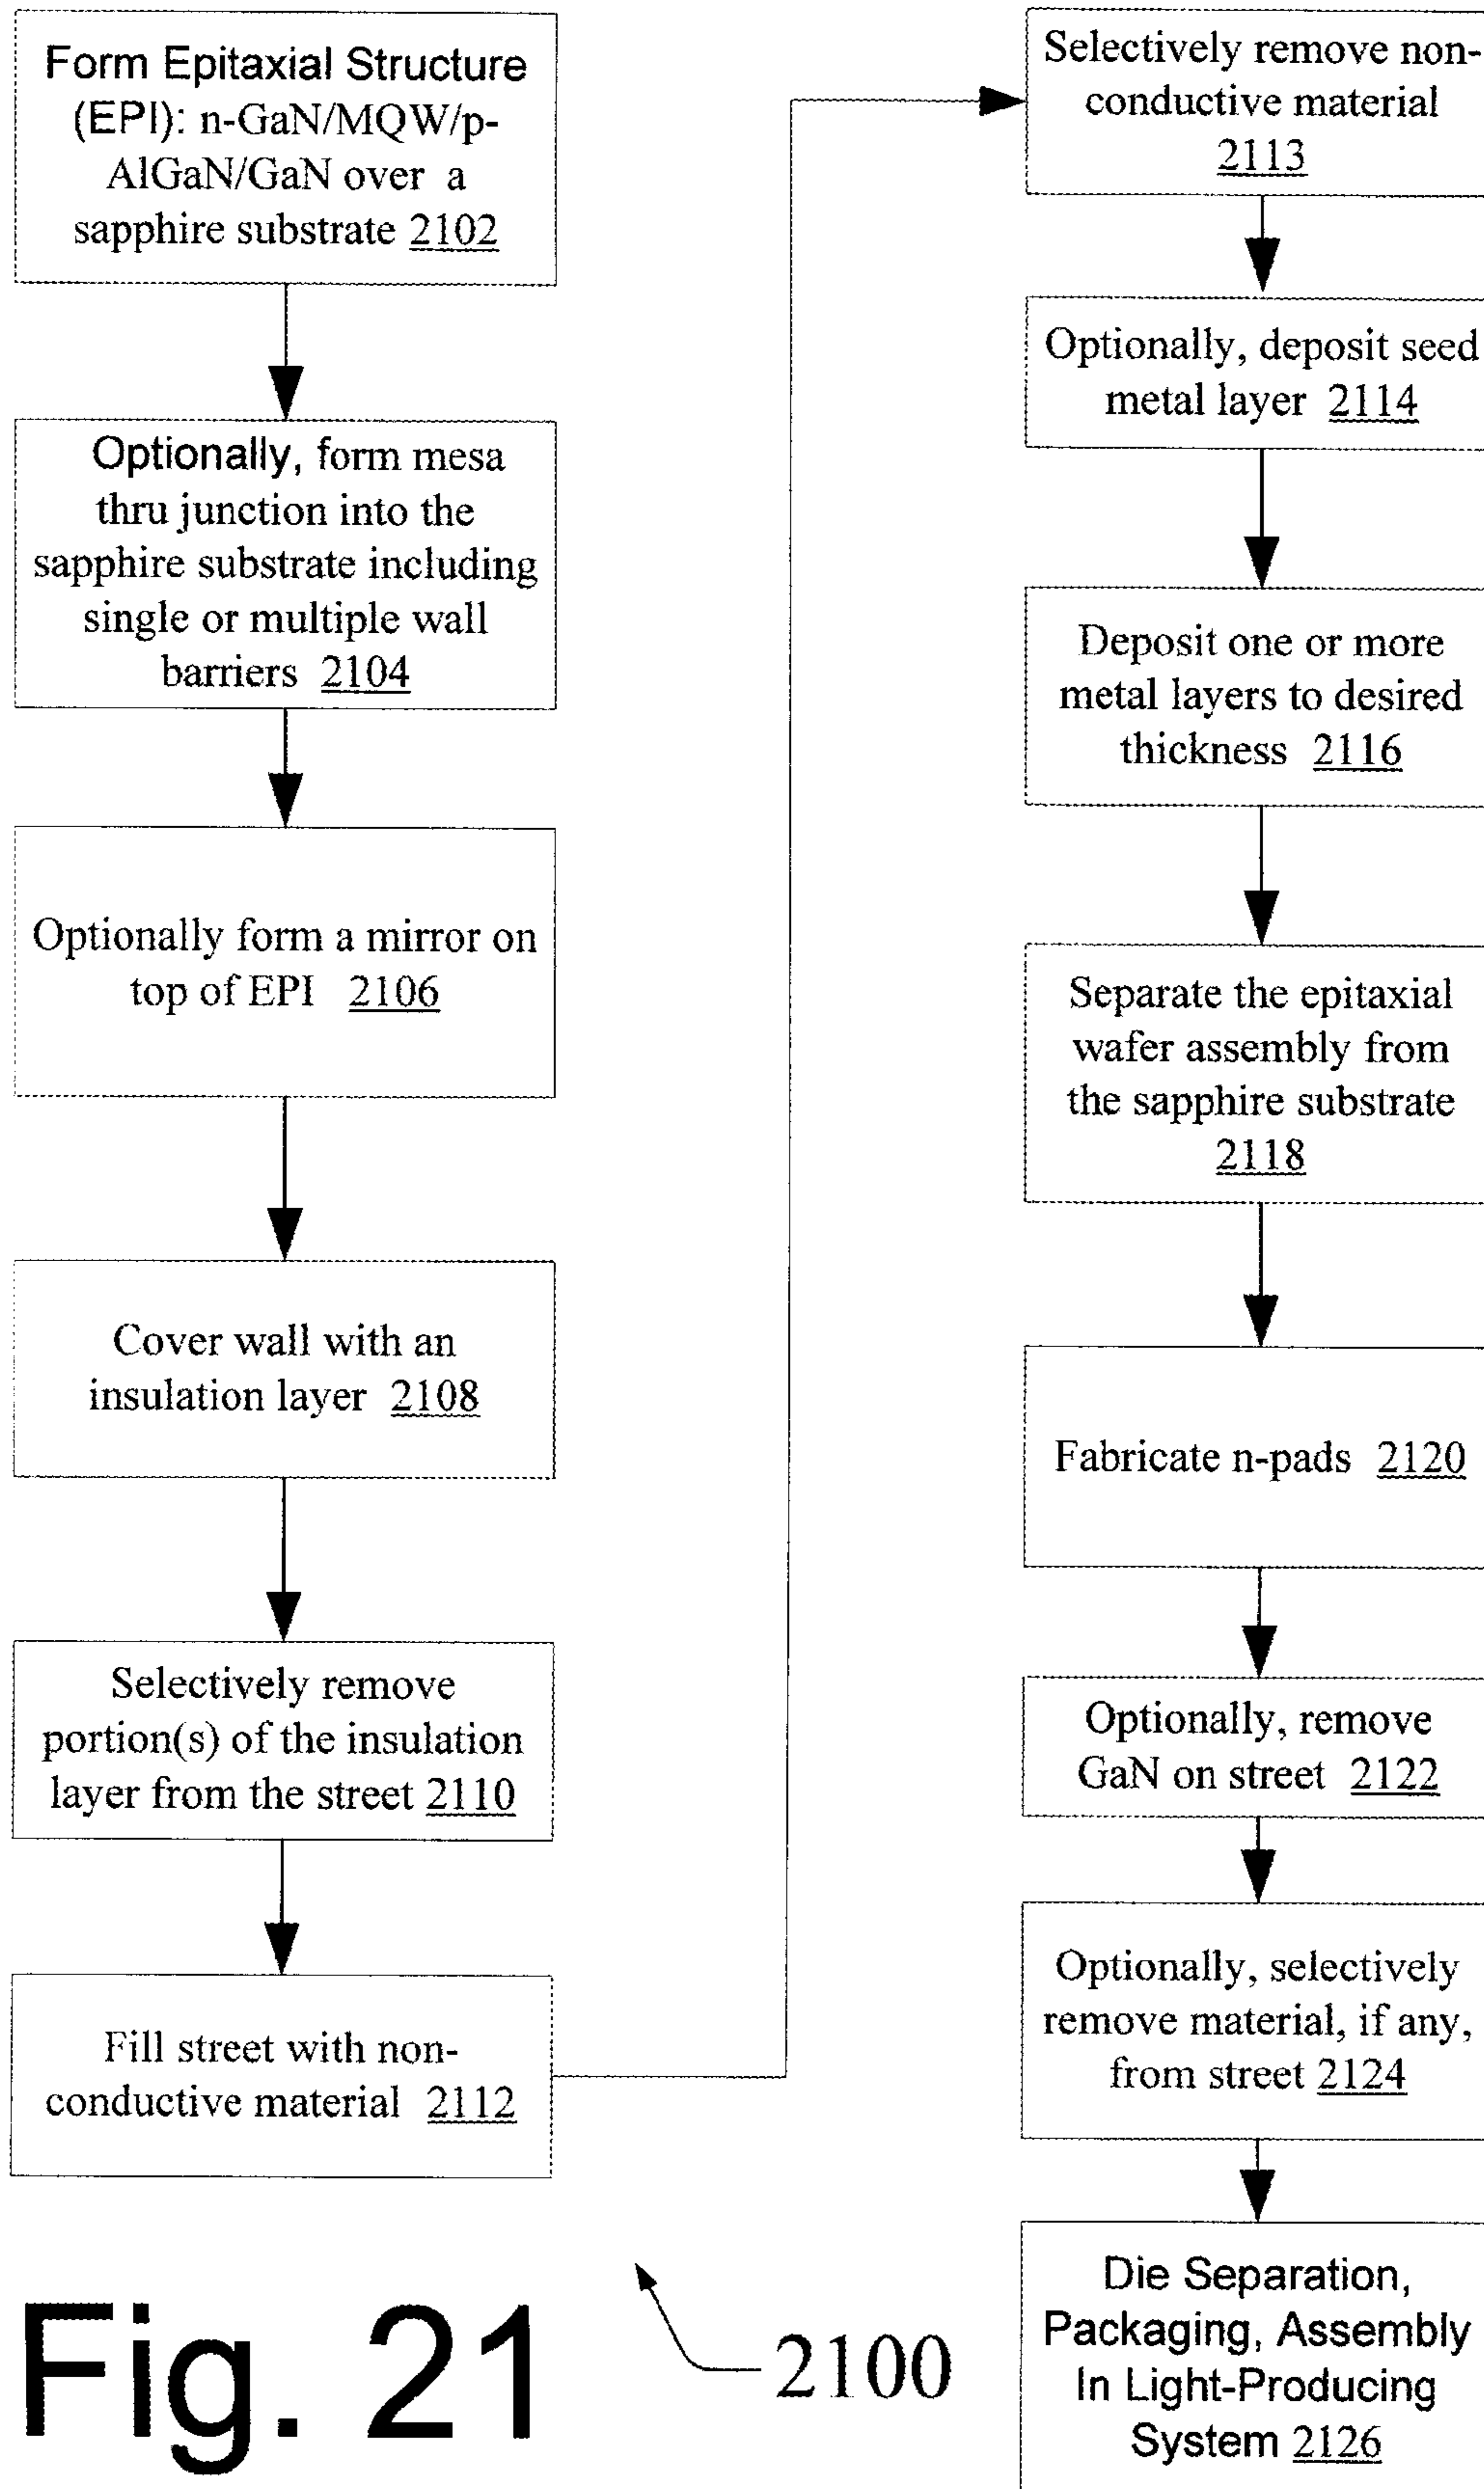 Form Epitaxial Structure
(EPI): n-GaN/MQW/p-
AlGaN/GaN over a
sapphire substrate 2102
Optionally, form mesa
thru junction into the
sapphire substrate including
single or multiple wall
barriers 2104
Optionally form a mirror on
top of EPI 2106
Cover wall with an
insulation layer 2108
Selectively remove
portion(s) of the insulation
layer from the street 2110
Fill street with non-
conductive material 2112
Selectively remove non-
conductive material
2113
Optionally, deposit seed
metal layer 2114
Deposit one or more
metal layers to desired
thickness 2116
Separate the epitaxial
wafer assembly from
the sapphire substrate
2118
Fabricate n-pads 2120
Optionally, remove
GaN on street 2122
Optionally, selectively
remove material, if any,
from street 2124
Die Separation,
Packaging, Assembly
In Light-Producing
System 2126
Fig. 21
2100